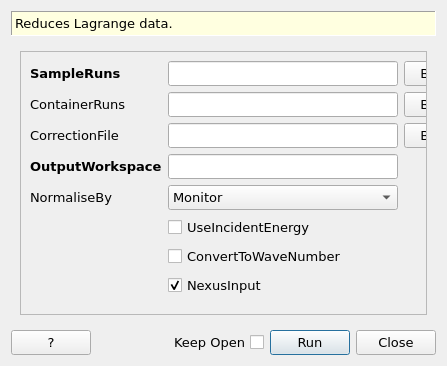 Reduces Lagrange data.
SampleRuns
ContainerRuns
CorrectionFile
OutputWorkspace
NormaliseBy Monitor
UseIncidentEnergy
ConvertToWaveNumber
NexusInput
? Keep Open Run Close